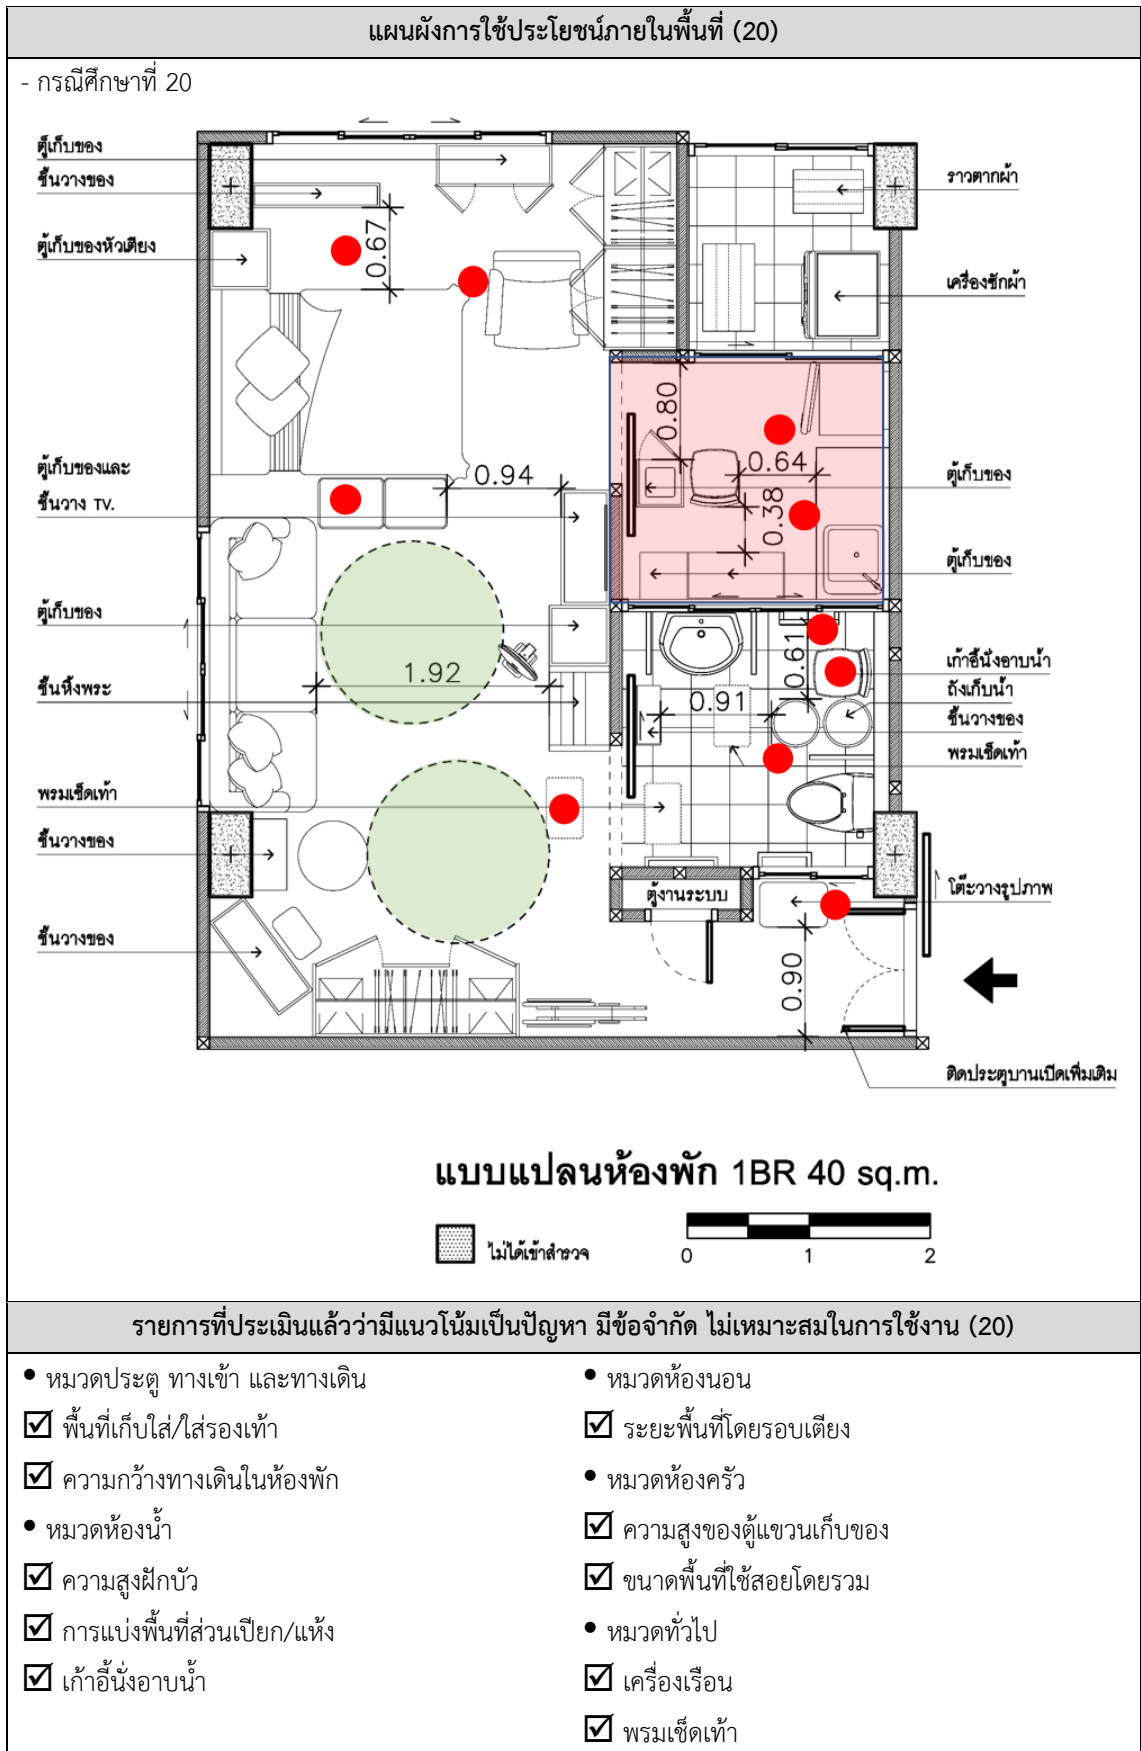 แผนผังการใช้ประโยชน์ภายในพื้นที่ (20)
- กรณีศึกษาที่ 20
ตู้เก็บของ
ชั้นวางของ
ตู้เก็บของหัวเตียง
ตู้เก็บของและ
ชั้นวาง TV.
ตู้เก็บของ
ชั้นหิ้งพระ
พรมเช็ดเท้า
ชั้นวางของ
ชั้นวางของ
0.67
0.94
1.92
0.80
0.64
0.38
0.61
0.91
0.90
ตู้งานระบบ
ราวตากผ้า
เครื่องซักผ้า
ตู้เก็บของ
ตู้เก็บของ
เก้าอี้นั่งอาบน้ำ
ถังเก็บน้ำ
ชั้นวางของ
พรมเช็ดเท้า
โต๊ะวางรูปภาพ
ติดประตูบานเปิดเพิ่มเติม
แบบแปลนห้องพัก 1BR 40 sq.m.
ไม่ได้เข้าสำรวจ
0 1 2
รายการที่ประเมินแล้วว่ามีแนวโน้มเป็นปัญหา มีข้อจำกัด ไม่เหมาะสมในการใช้งาน (20)
• หมวดประตู ทางเข้า และทางเดิน
☑ พื้นที่เก็บใส่/ใส่รองเท้า
☑ ความกว้างทางเดินในห้องพัก
• หมวดห้องน้ำ
☑ ความสูงฝักบัว
☑ การแบ่งพื้นที่ส่วนเปียก/แห้ง
☑ เก้าอี้นั่งอาบน้ำ
• หมวดห้องนอน
☑ ระยะพื้นที่โดยรอบเตียง
• หมวดห้องครัว
☑ ความสูงของตู้แขวนเก็บของ
☑ ขนาดพื้นที่ใช้สอยโดยรวม
• หมวดทั่วไป
☑ เครื่องเรือน
☑ พรมเช็ดเท้า